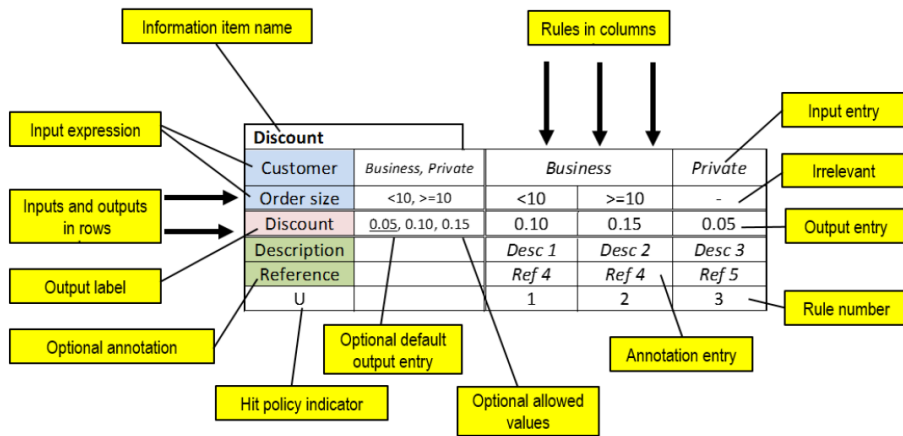 Information item name
Rules in columns
Input expression
Input entry
Discount
Customer Business, Private Business Private
Irrelevant
Order size <10, >=10 <10 >=10 -
Inputs and outputs
in rows
Discount 0.05, 0.10, 0.15 0.10 0.15 0.05
Output entry
Description Desc 1 Desc 2 Desc 3
Output label
Reference Ref 4 Ref 4 Ref 5
U 1 2 3
Rule number
Optional annotation
Optional default
output entry
Annotation entry
Hit policy indicator
Optional allowed
values